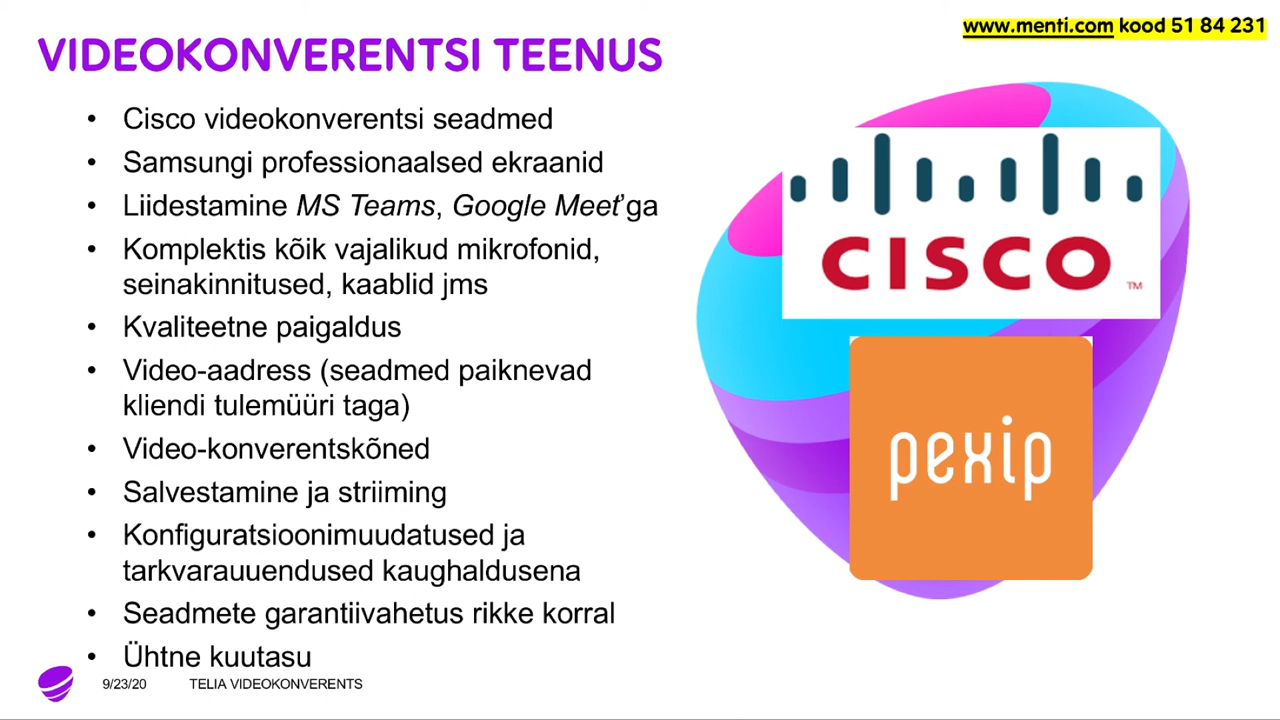 www.menti.com kood 51 84 231
VIDEOKONVERENTSI TEENUS
• Cisco videokonverentsi seadmed
• Samsungi professionaalsed ekraanid
• Liidestamine MS Teams, Google Meet'ga
• Komplektis kõik vajalikud mikrofonid,
seinakinnitused, kaablid jms
• Kvaliteetne paigaldus
• Video-aadress (seadmed paiknevad
kliendi tulemüüri taga)
• Video-konverentskõned
• Salvestamine ja striiming
• Konfiguratsioonimuudatused ja
tarkvarauuendused kaughaldusena
• Seadmete garantiivahetus rikke korral
• Ühtne kuutasu
CISCO TM
pexip
9/23/20 TELIA VIDEOKONVERENTS